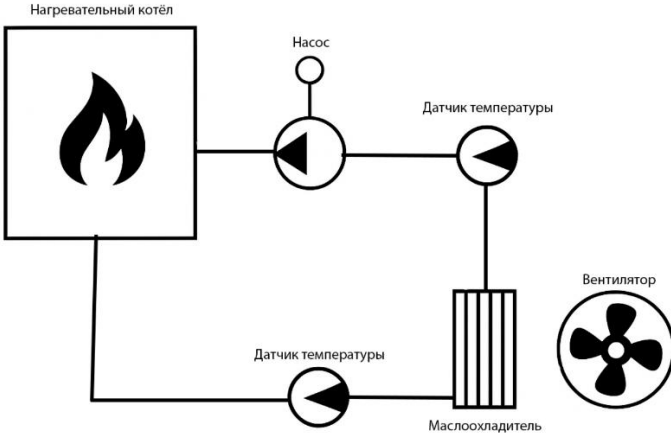 Нагревательный котёл
Насос
Датчик температуры
Вентилятор
Датчик температуры
Маслоохладитель